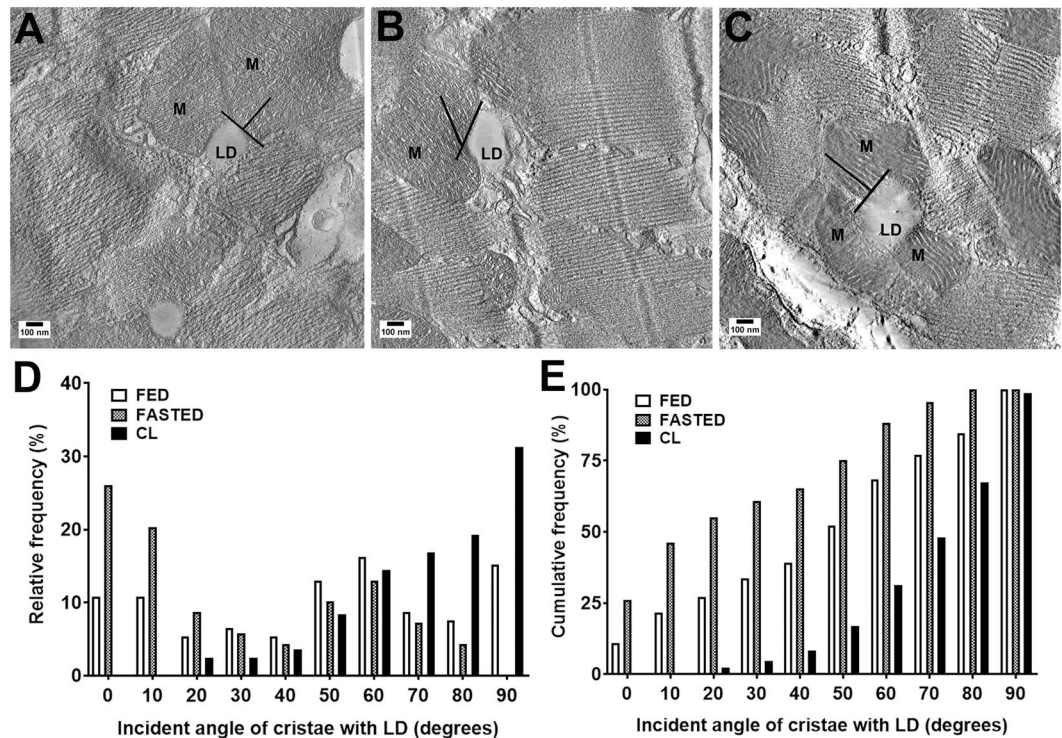 A
M
M
LD
100 nm
B
M
LD
100 nm
C
M
LD
M
M
100 nm
D
40
30
20
10
0
Relative frequency (%)
FED
FASTED
CL
0 10 20 30 40 50 60 70 80 90
Incident angle of cristae with LD (degrees)
E
100
75
50
25
0
Cumulative frequency (%)
FED
FASTED
CL
0 10 20 30 40 50 60 70 80 90
Incident angle of cristae with LD (degrees)